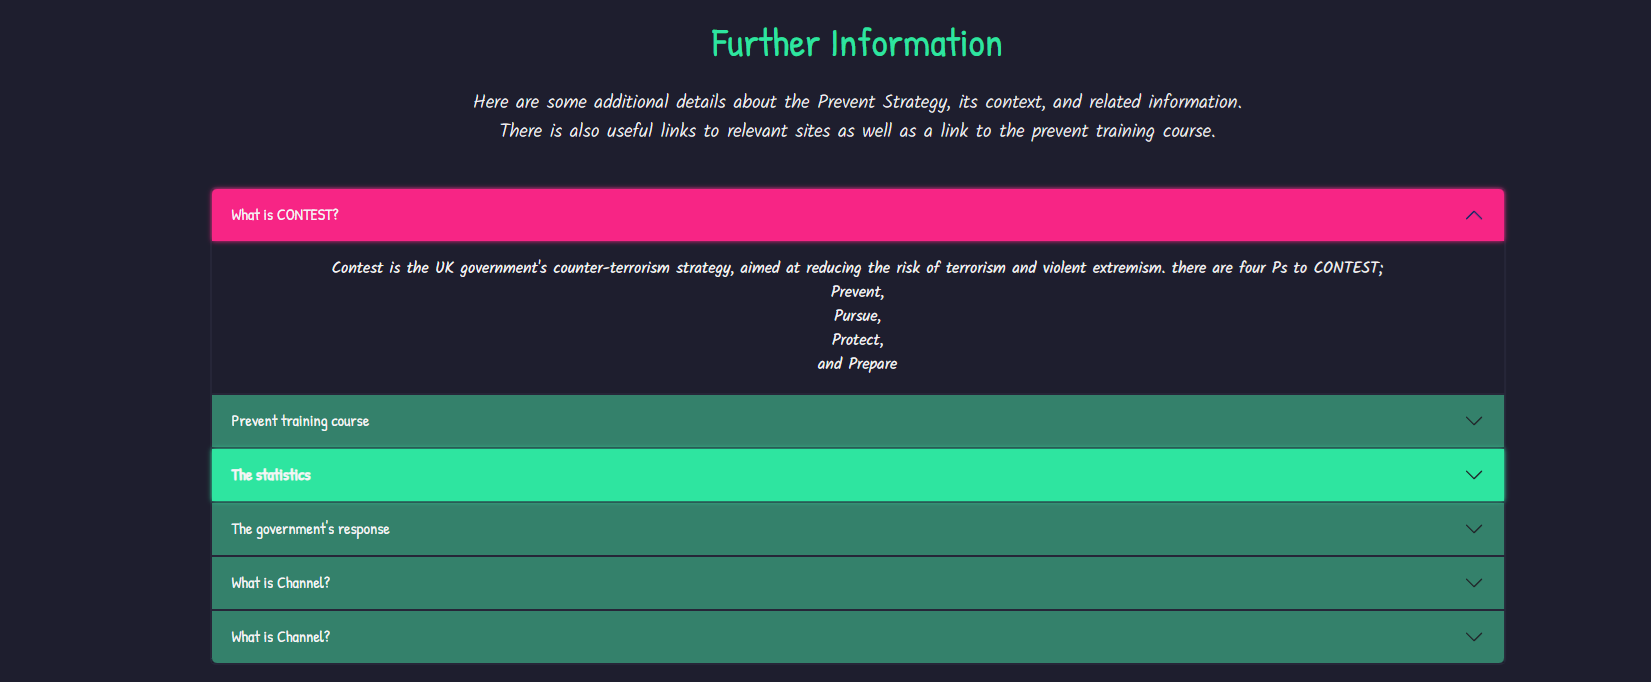 Further Information
Here are some additional details about the Prevent Strategy, its context, and related information.
There is also useful links to relevant sites as well as a link to the prevent training course.
What is CONTEST?
Contest is the UK government's counter-terrorism strategy, aimed at reducing the risk of terrorism and violent extremism. there are four Ps to CONTEST;
Prevent,
Pursue,
Protect,
and Prepare
Prevent training course
The statistics
The government's response
What is Channel?
What is Channel?